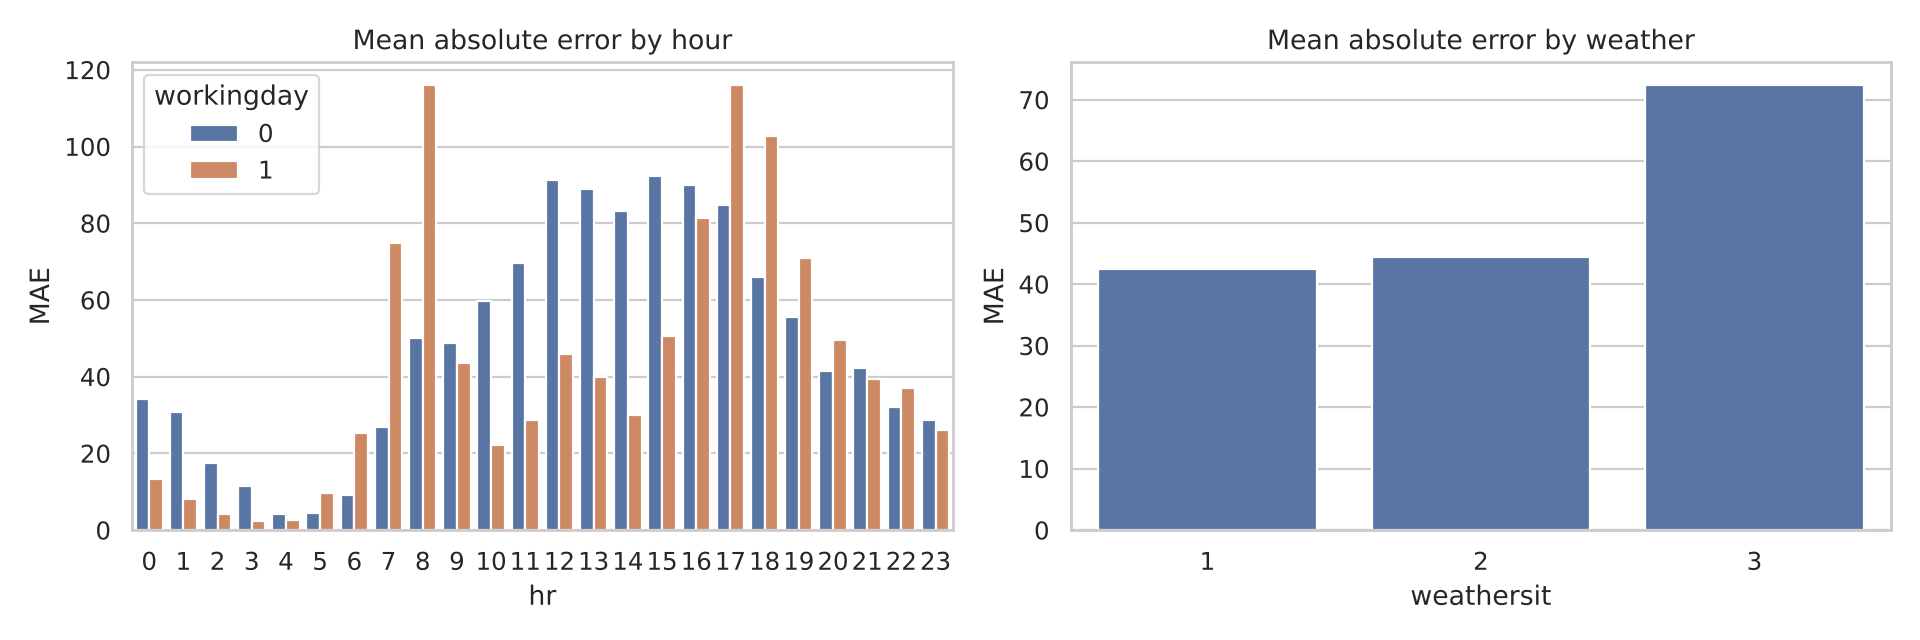 Mean absolute error by hour
120
100
80
60
40
20
0
MAE
workingday
0
1
0 1 2 3 4 5 6 7 8 9 10 11 12 13 14 15 16 17 18 19 20 21 22 23
hr
Mean absolute error by weather
70
60
50
40
30
20
10
0
MAE
1 2 3
weathersit